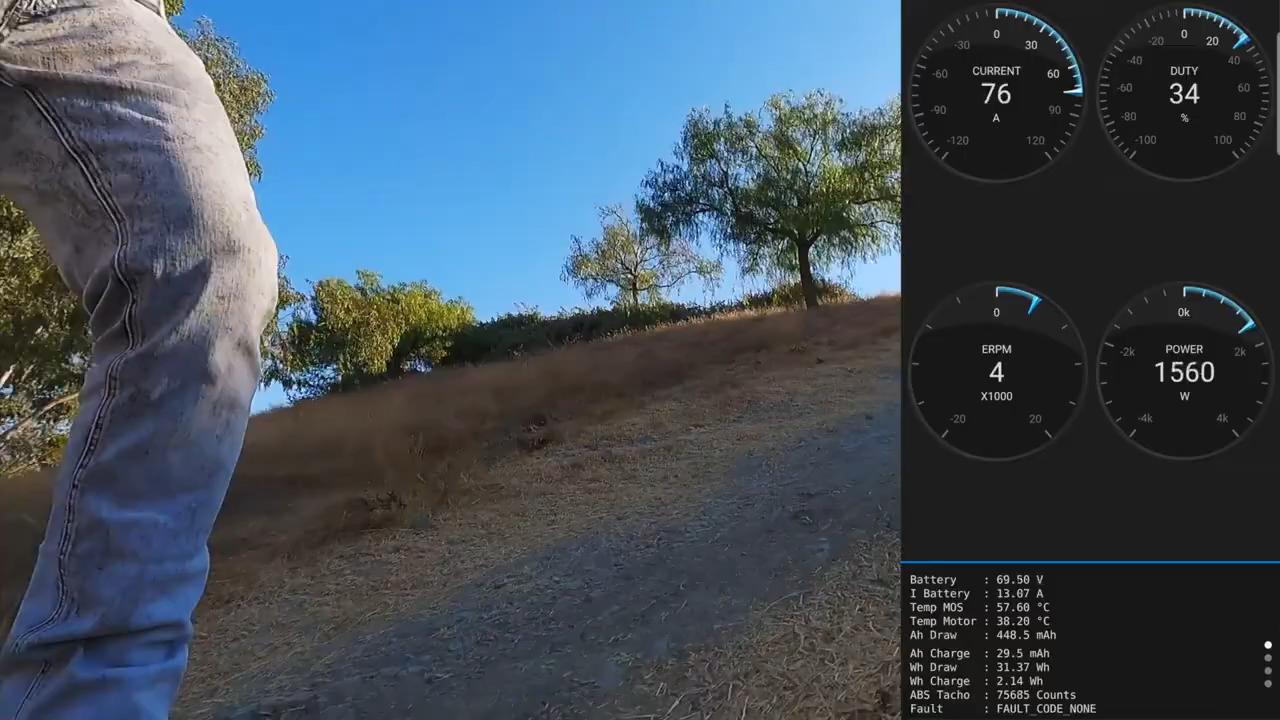 0
-30 30
-60 60
CURRENT
76
A
-90 90
-120 120
0
-20 20
-40 40
DUTY
34
%
-60 60
-80 80
-100 100
0
ERPM
4
X1000
-20 20
0k
-2k 2k
POWER
1560
W
-4k 4k
Battery : 69.50 V
I Battery : 13.07 A
Temp MOS : 57.60 °C
Temp Motor : 38.20 °C
Ah Draw : 448.5 mAh
Ah Charge : 29.5 mAh
Wh Draw : 31.37 Wh
Wh Charge : 2.14 Wh
ABS Tacho : 75685 Counts
Fault : FAULT_CODE_NONE